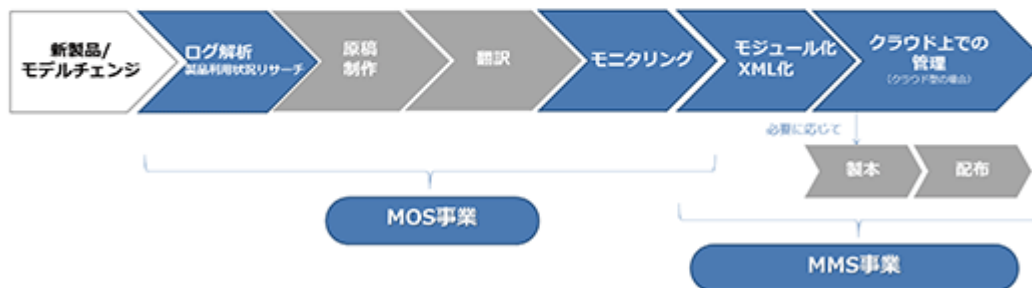 新製品/
モデルチェンジ
ログ解析
製品利用状況リサーチ
原稿
制作
翻訳
モニタリング
モジュール化
XML化
クラウド上での
管理
(クラウド型の場合)
必要に応じて
製本
配布
MOS事業
MMS事業